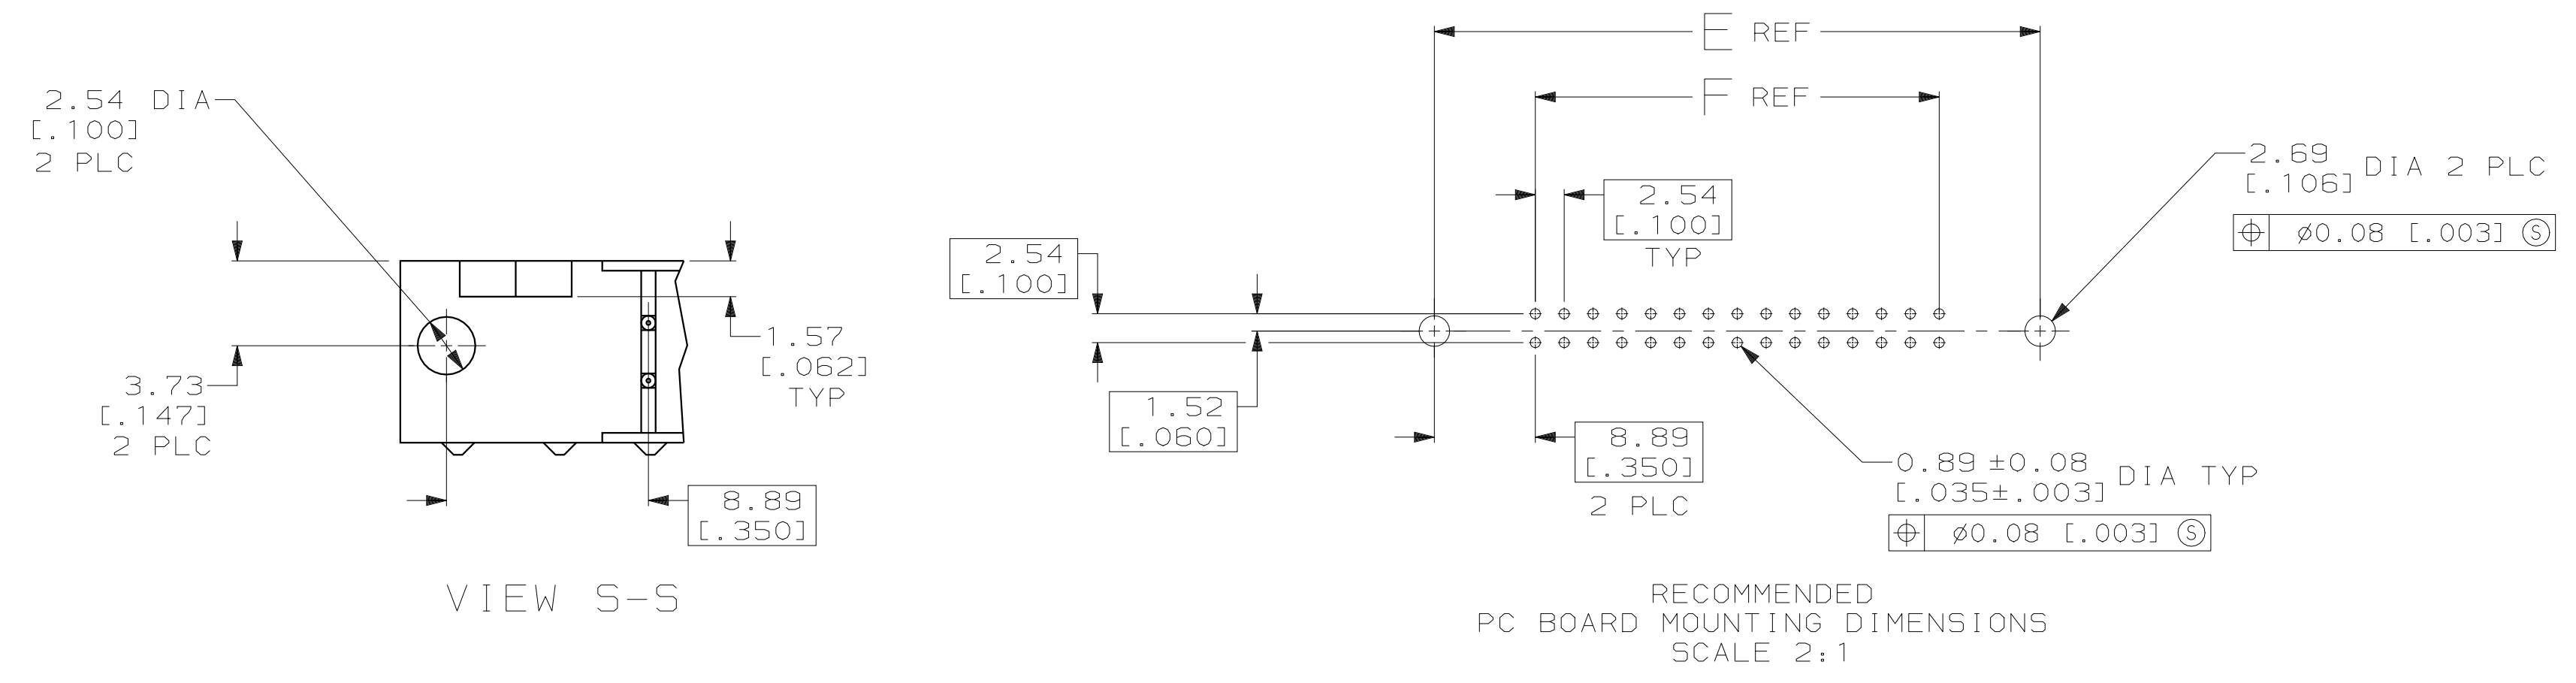 2.54 DIA
[.100]
2 PLC
3.73
[.147]
2 PLC
1.57
[.062]
TYP
8.89
[.350]
VIEW S-S
E REF
F REF
2.54
[.100]
TYP
2.54
[.100]
1.52
[.060]
8.89
[.350]
2 PLC
2.69
[.106] DIA 2 PLC
⌖ ⌀0.08 [.003] Ⓢ
0.89 ±0.08
[.035±.003] DIA TYP
⌖ ⌀0.08 [.003] Ⓢ
RECOMMENDED
PC BOARD MOUNTING DIMENSIONS
SCALE 2:1